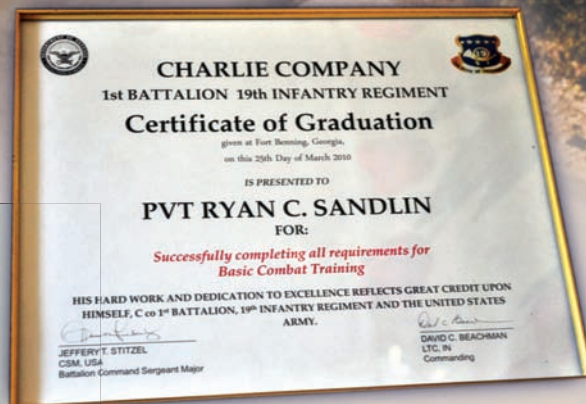 CHARLIE COMPANY
1st BATTALION 19th INFANTRY REGIMENT
Certificate of Graduation
given at Fort Benning, Georgia,
on this 25th Day of March 2010
IS PRESENTED TO
PVT RYAN C. SANDLIN
FOR:
Successfully completing all requirements for
Basic Combat Training
HIS HARD WORK AND DEDICATION TO EXCELLENCE REFLECTS GREAT CREDIT UPON
HIMSELF, C co 1st BATTALION, 19th INFANTRY REGIMENT AND THE UNITED STATES
ARMY.
JEFFERY T. STITZEL
CSM, USA
Battalion Command Sergeant Major
DAVID C. BEACHMAN
LTC, IN
Commanding